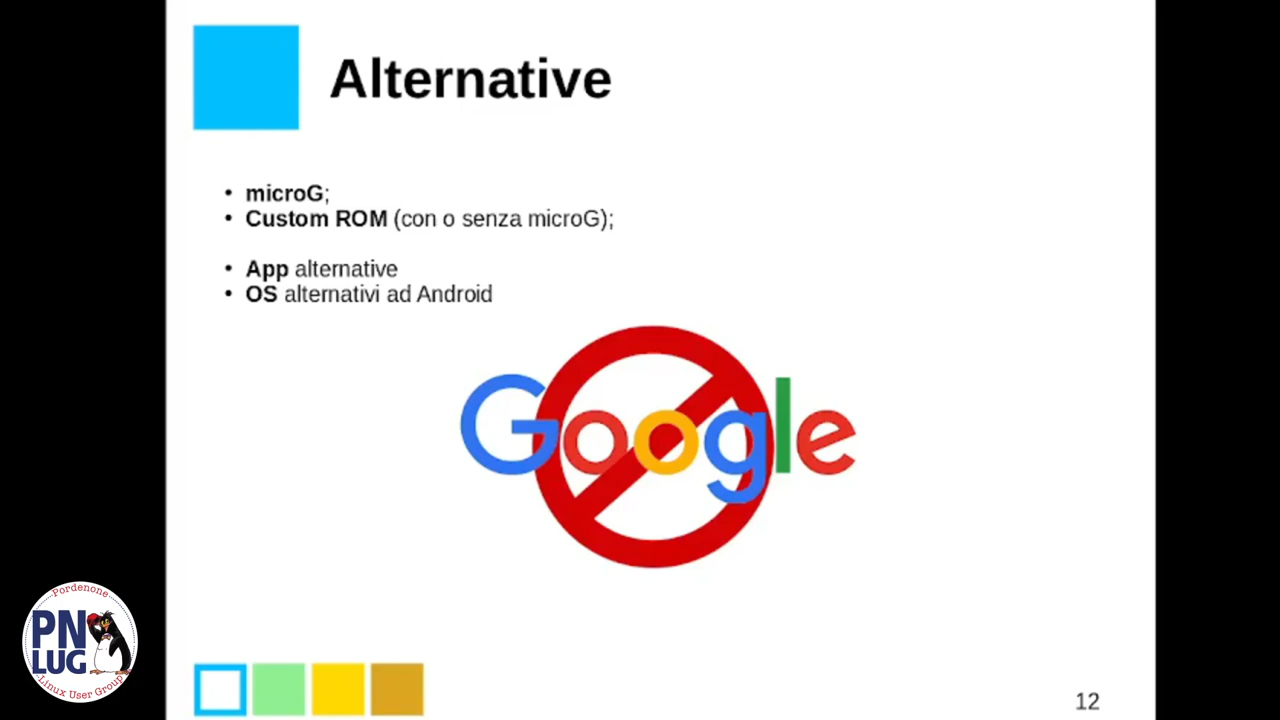 Alternative
• microG;
• Custom ROM (con o senza microG);
• App alternative
• OS alternativi ad Android
Google
Pordenone
PN
LUG
Linux User Group
12